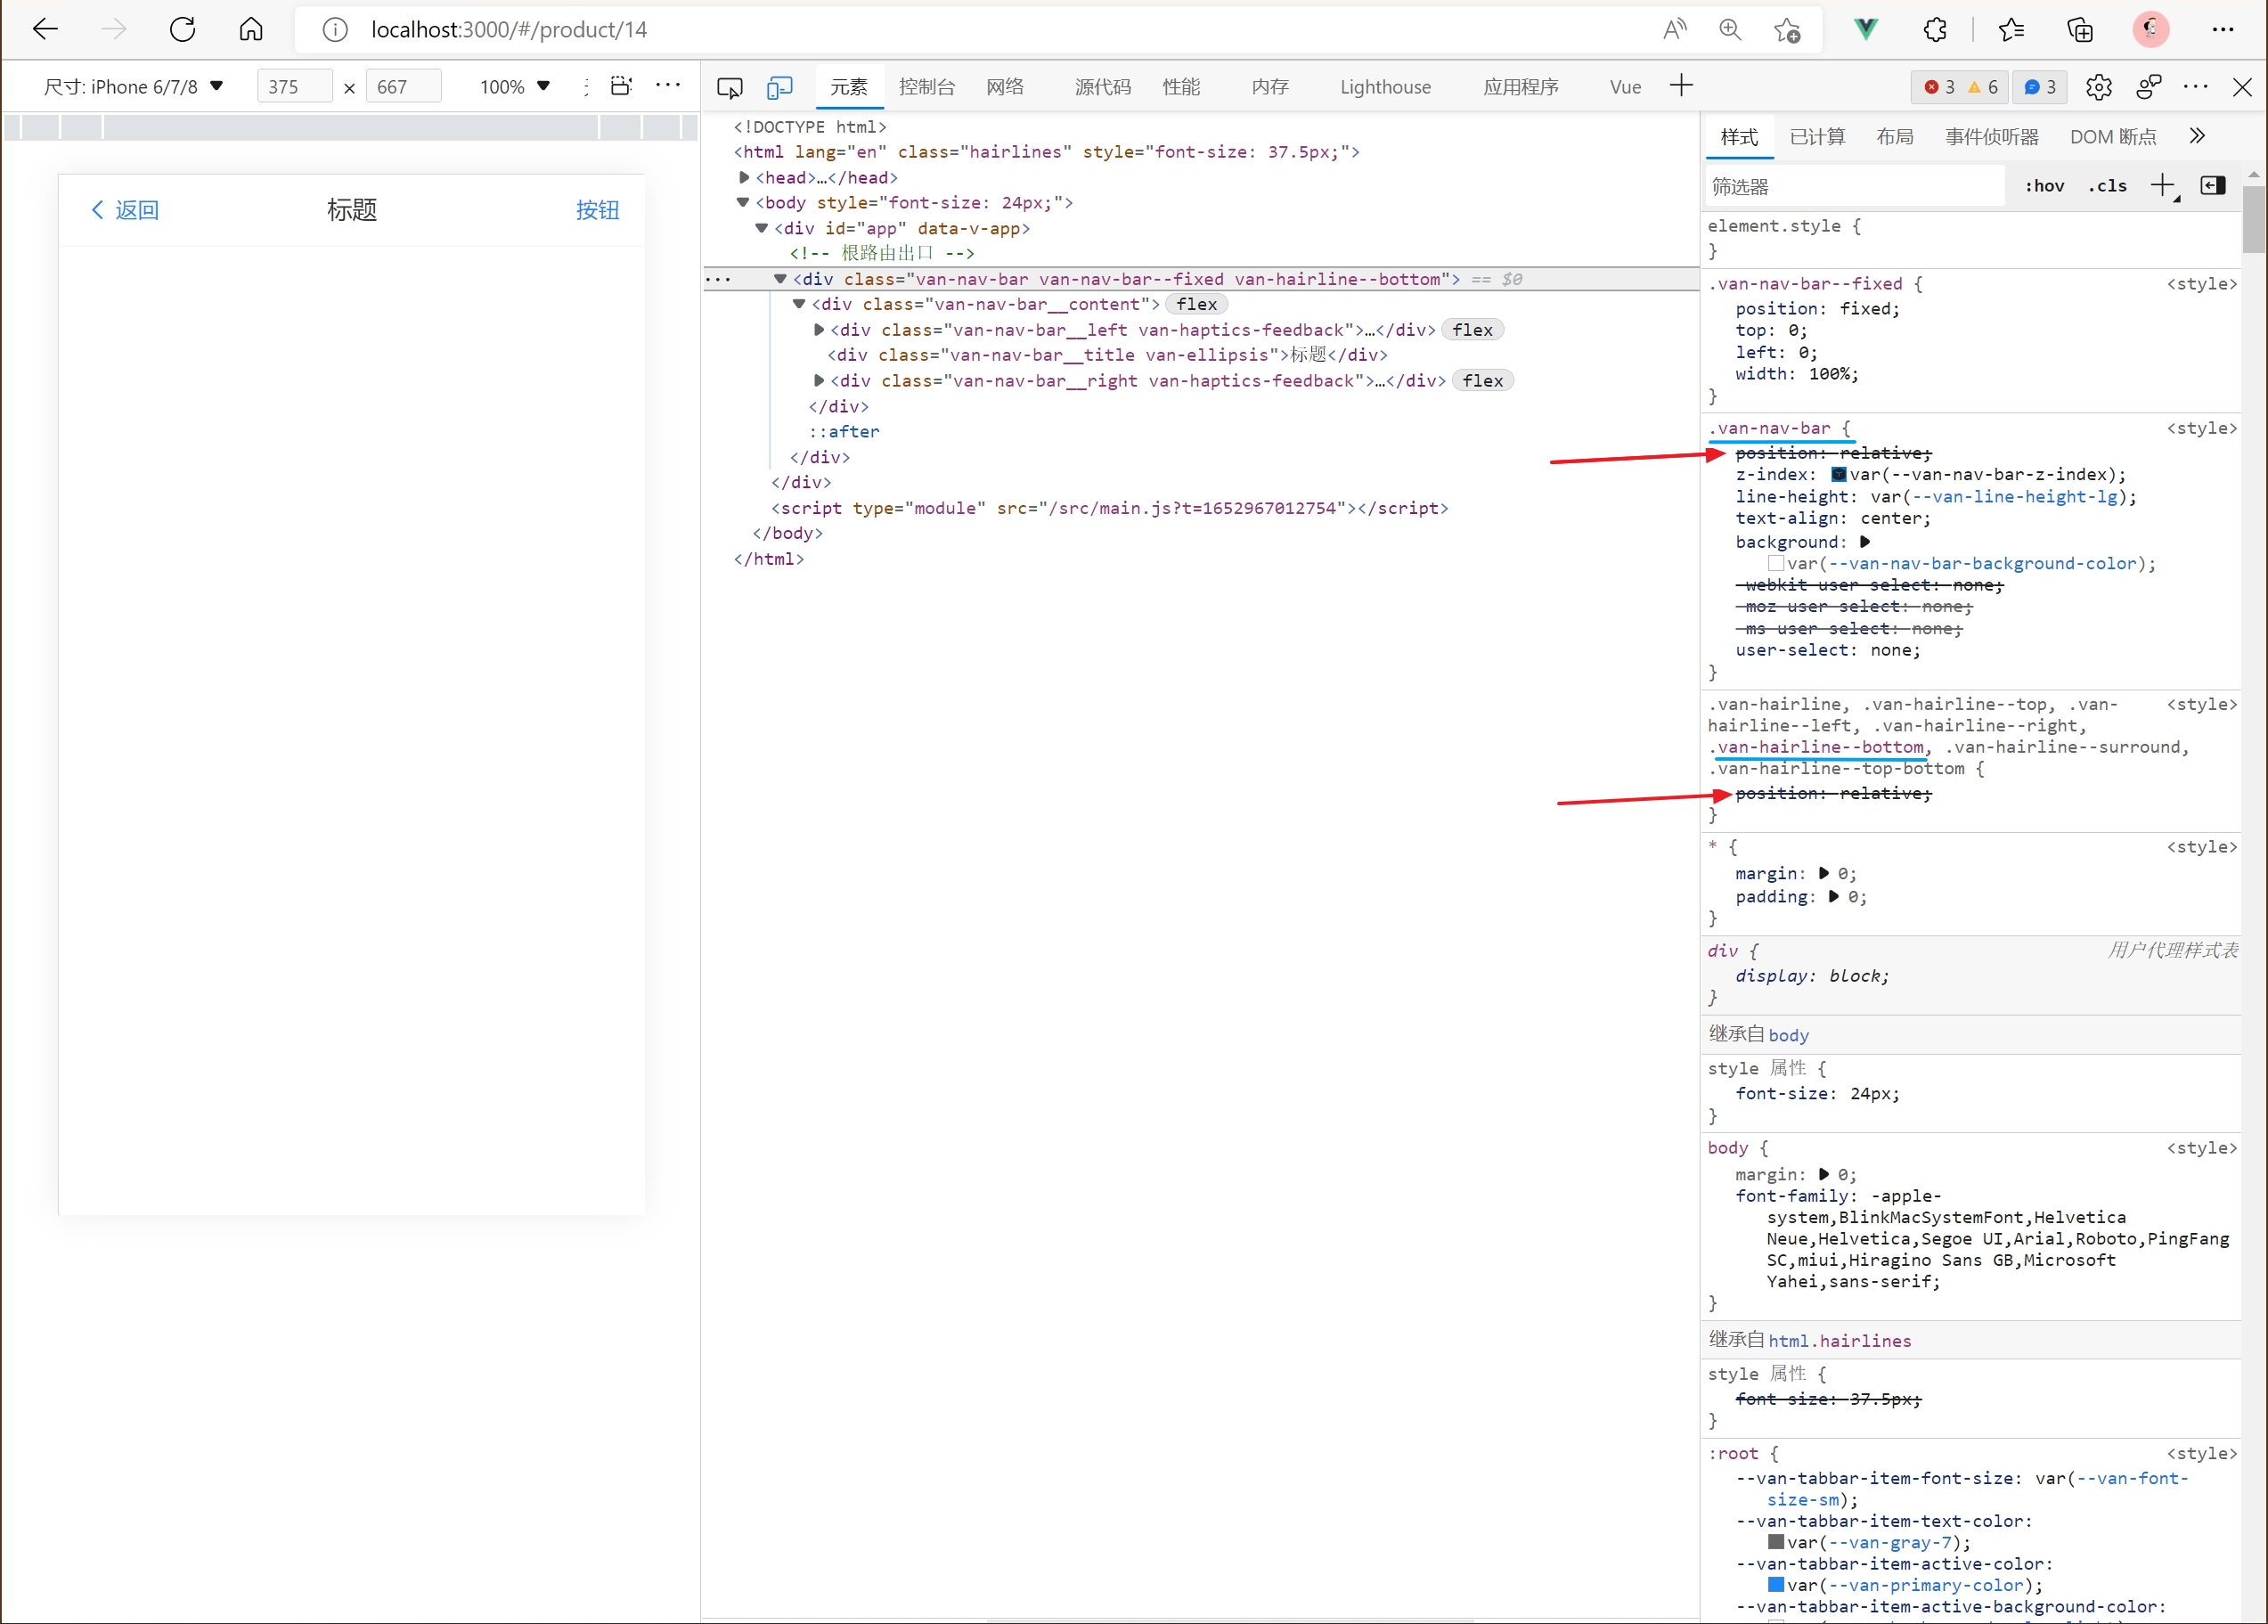 localhost:3000/#/product/14
尺寸: iPhone 6/7/8 375 × 667 100%
元素 控制台 网络 源代码 性能 内存 Lighthouse 应用程序 Vue 3 6 3
返回 标题 按钮
<!DOCTYPE html>
<html lang="en" class="hairlines" style="font-size: 37.5px;">
<head>…</head>
<body style="font-size: 24px;">
<div id="app" data-v-app>
<!-- 根路由出口 -->
<div class="van-nav-bar van-nav-bar--fixed van-hairline--bottom"> == $0
<div class="van-nav-bar__content"> flex
<div class="van-nav-bar__left van-haptics-feedback">…</div> flex
<div class="van-nav-bar__title van-ellipsis">标题</div>
<div class="van-nav-bar__right van-haptics-feedback">…</div> flex
</div>
::after
</div>
</div>
<script type="module" src="/src/main.js?t=1652967012754"></script>
</body>
</html>
样式 已计算 布局 事件侦听器 DOM 断点
筛选器 :hov .cls
element.style {
}
.van-nav-bar--fixed { <style>
position: fixed;
top: 0;
left: 0;
width: 100%;
}
.van-nav-bar { <style>
position: relative;
z-index: var(--van-nav-bar-z-index);
line-height: var(--van-line-height-lg);
text-align: center;
background:
var(--van-nav-bar-background-color);
-webkit-user-select: none;
-moz-user-select: none;
-ms-user-select: none;
user-select: none;
}
.van-hairline, .van-hairline--top, .van- <style>
hairline--left, .van-hairline--right,
.van-hairline--bottom, .van-hairline--surround,
.van-hairline--top-bottom {
position: relative;
}
* { <style>
margin: 0;
padding: 0;
}
div { 用户代理样式表
display: block;
}
继承自 body
style 属性 {
font-size: 24px;
}
body { <style>
margin: 0;
font-family: -apple-
system,BlinkMacSystemFont,Helvetica
Neue,Helvetica,Segoe UI,Arial,Roboto,PingFang
SC,miui,Hiragino Sans GB,Microsoft
Yahei,sans-serif;
}
继承自 html.hairlines
style 属性 {
font-size: 37.5px;
}
:root { <style>
--van-tabbar-item-font-size: var(--van-font-
size-sm);
--van-tabbar-item-text-color:
var(--van-gray-7);
--van-tabbar-item-active-color:
var(--van-primary-color);
--van-tabbar-item-active-background-color: